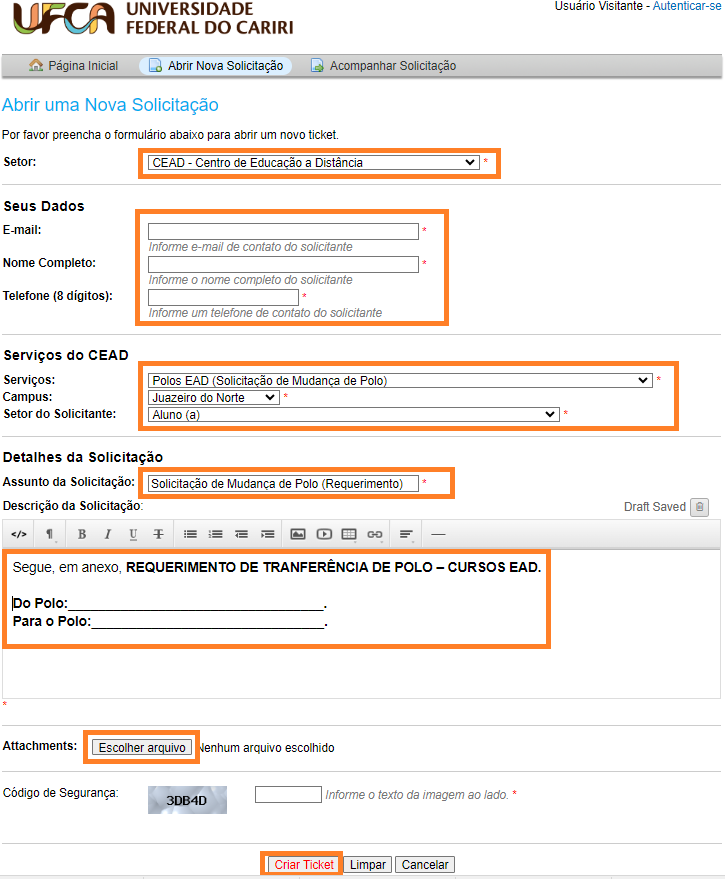 UFCA UNIVERSIDADE
FEDERAL DO CARIRI
Usuário Visitante - Autenticar-se
Página Inicial Abrir Nova Solicitação Acompanhar Solicitação
Abrir uma Nova Solicitação
Por favor preencha o formulário abaixo para abrir um novo ticket.
Setor: CEAD - Centro de Educação a Distância *
Seus Dados
E-mail: *
Informe e-mail de contato do solicitante
Nome Completo: *
Informe o nome completo do solicitante
Telefone (8 dígitos): *
Informe um telefone de contato do solicitante
Serviços do CEAD
Serviços: Polos EAD (Solicitação de Mudança de Polo) *
Campus: Juazeiro do Norte *
Setor do Solicitante: Aluno (a) *
Detalhes da Solicitação
Assunto da Solicitação: Solicitação de Mudança de Polo (Requerimento) *
Descrição da Solicitação: Draft Saved
</> ¶ B I U T
Segue, em anexo, REQUERIMENTO DE TRANFERÊNCIA DE POLO – CURSOS EAD.
Do Polo:_________________________________.
Para o Polo:______________________________.
*
Attachments: Escolher arquivo Nenhum arquivo escolhido
Código de Segurança: 3DB4D Informe o texto da imagem ao lado. *
Criar Ticket Limpar Cancelar